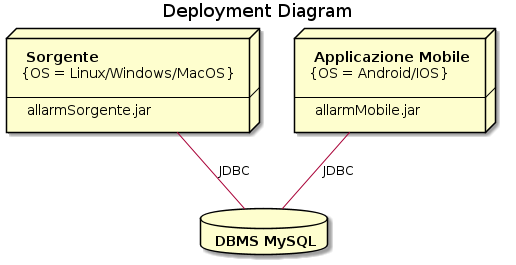 Deployment Diagram
Sorgente
{OS = Linux/Windows/MacOS}
allarmSorgente.jar
Applicazione Mobile
{OS = Android/IOS}
allarmMobile.jar
JDBC
JDBC
DBMS MySQL